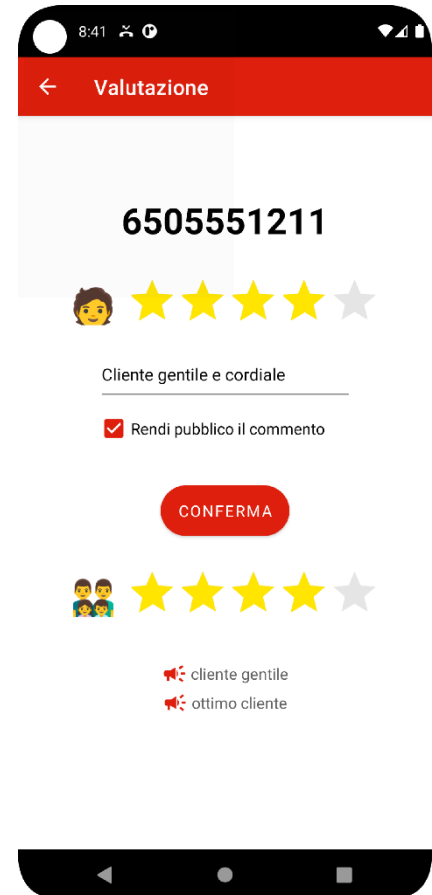 8:41
Valutazione
6505551211
Cliente gentile e cordiale
Rendi pubblico il commento
CONFERMA
cliente gentile
ottimo cliente